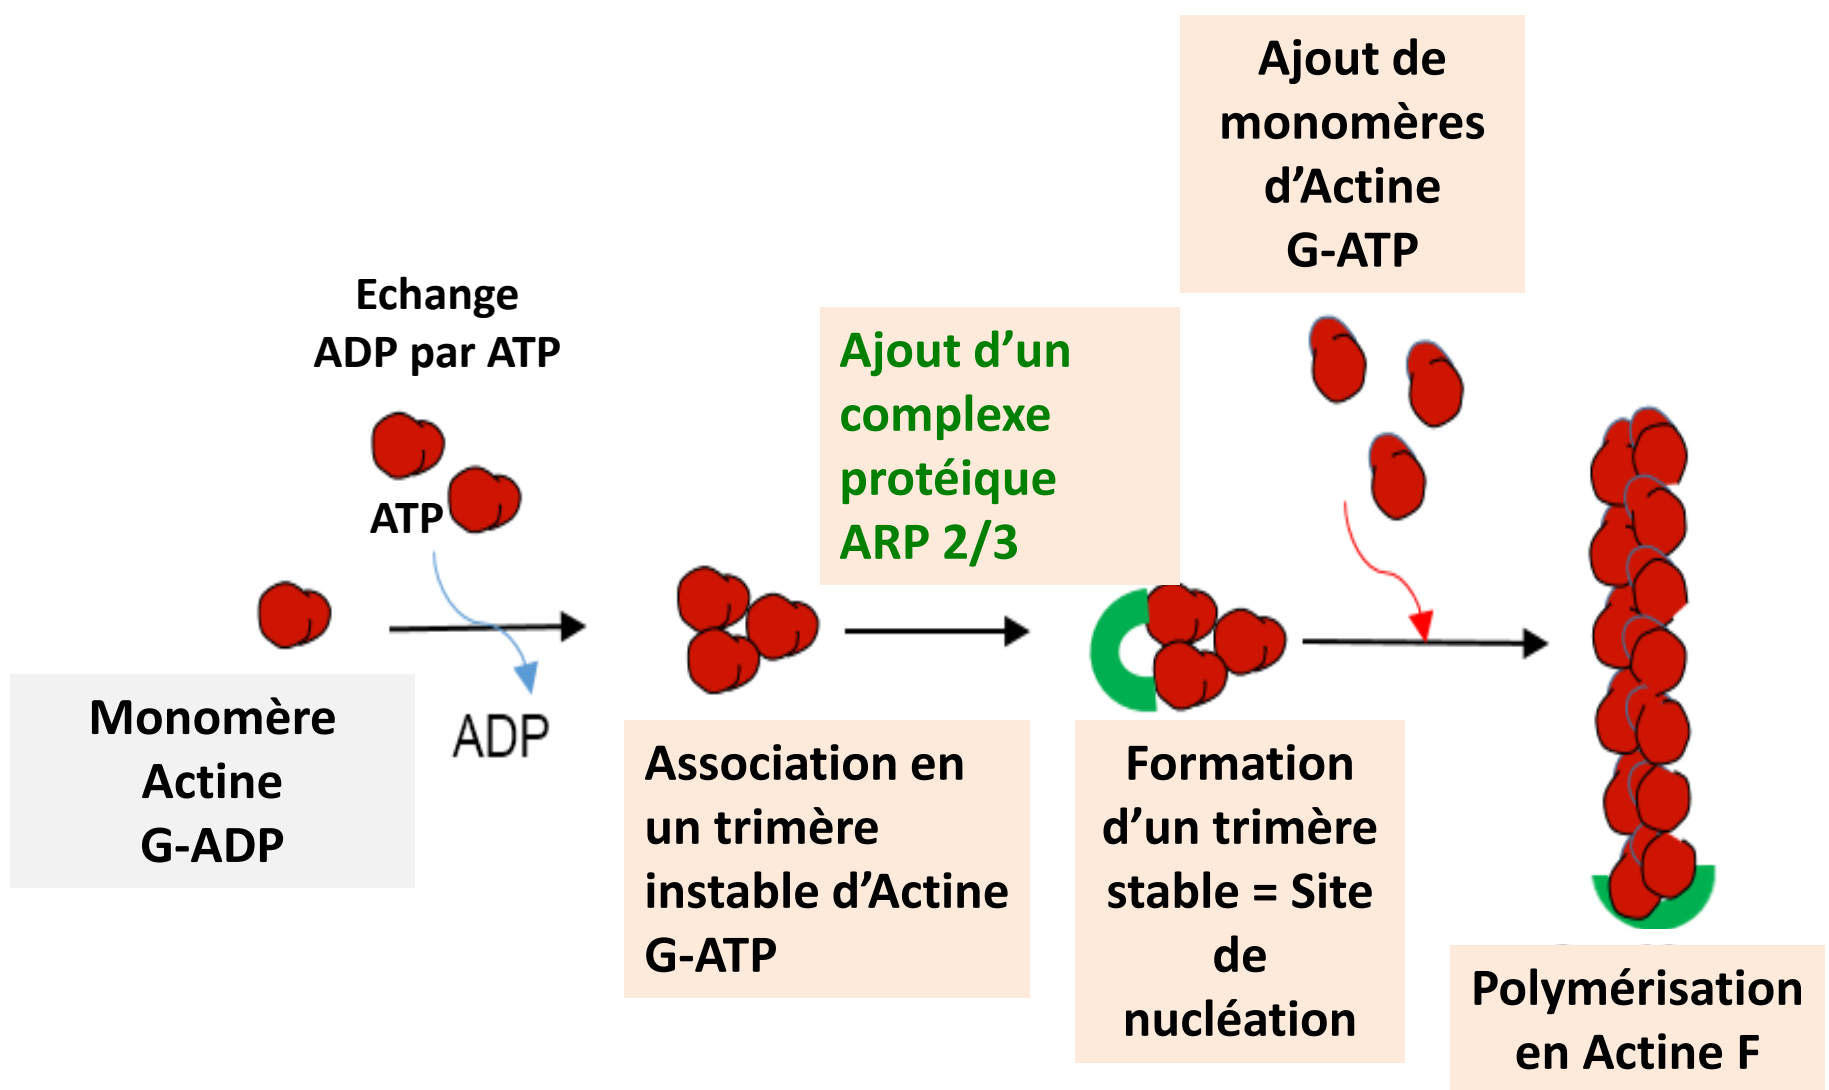 Ajout de
monomères
d’Actine
G-ATP
Echange
ADP par ATP
Ajout d’un
complexe
protéique
ARP 2/3
ATP
ADP
Monomère
Actine
G-ADP
Association en
un trimère
instable d’Actine
G-ATP
Formation
d’un trimère
stable = Site
de
nucléation
Polymérisation
en Actine F